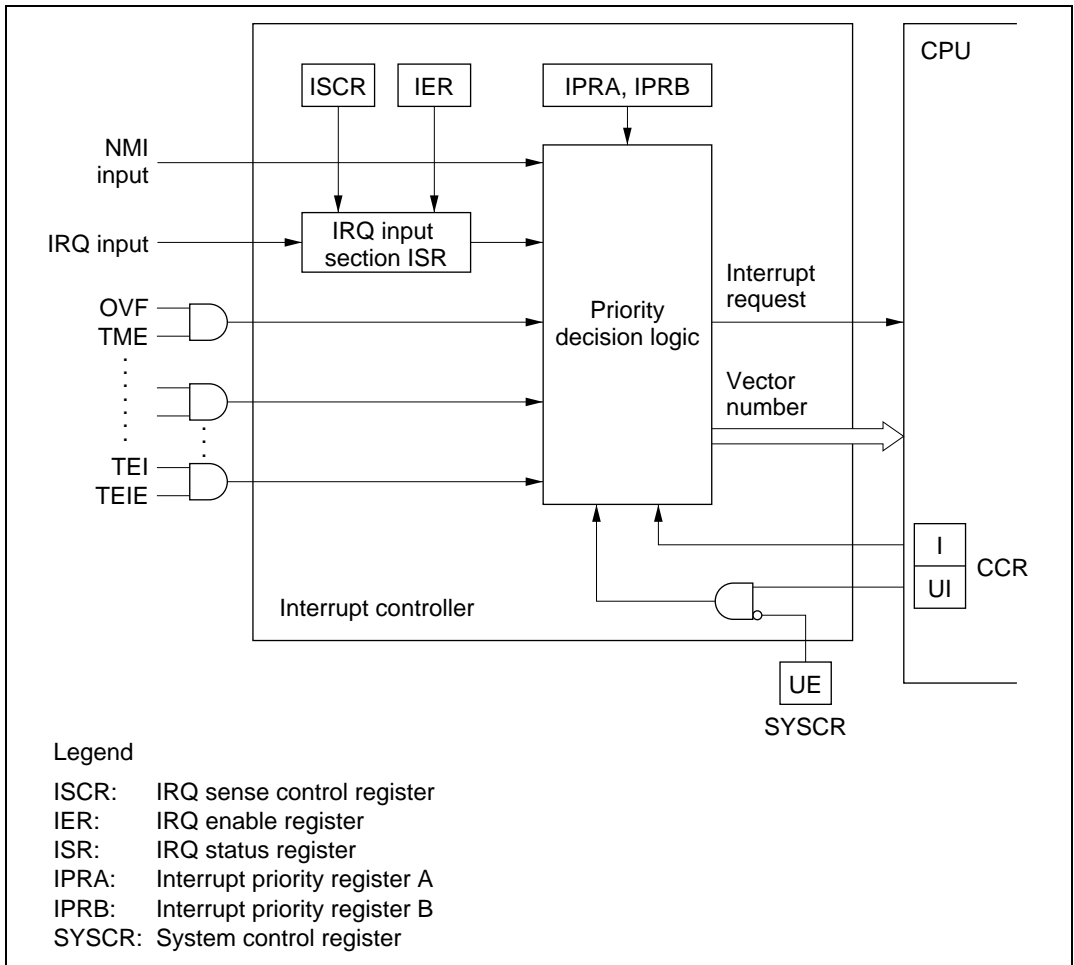 CPU
ISCR
IER
IPRA, IPRB
NMI
input
IRQ input
IRQ input
section ISR
OVF
TME
Priority
decision logic
Interrupt
request
Vector
number
TEI
TEIE
I
UI
CCR
Interrupt controller
UE
SYSCR
Legend
ISCR: IRQ sense control register
IER: IRQ enable register
ISR: IRQ status register
IPRA: Interrupt priority register A
IPRB: Interrupt priority register B
SYSCR: System control register